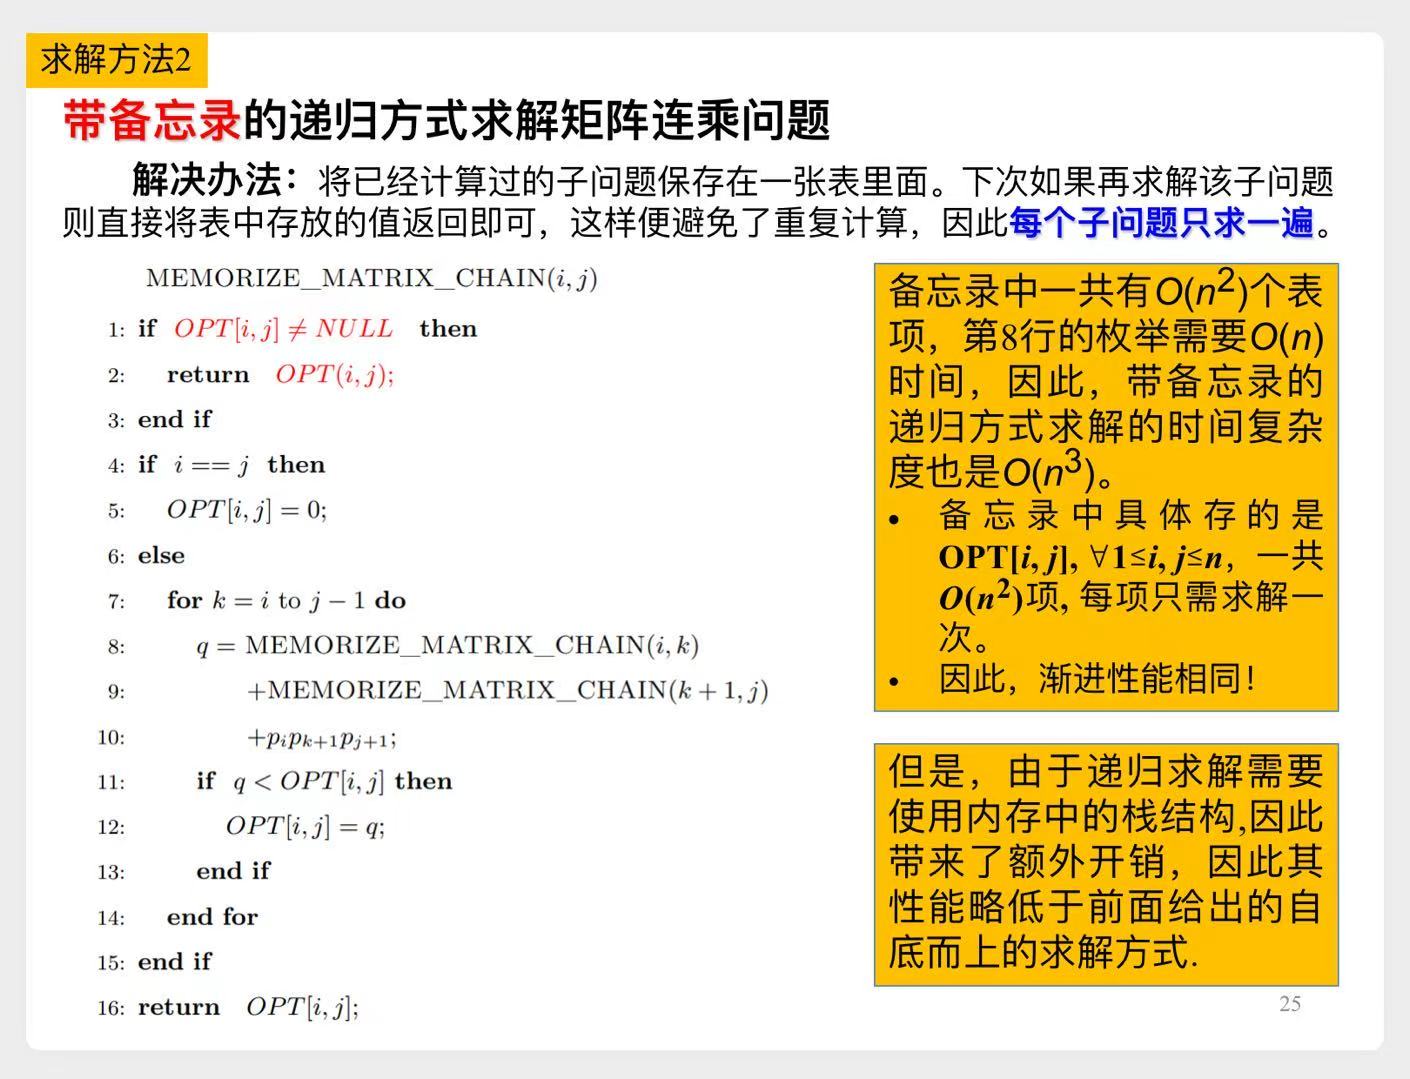 求解方法2
带备忘录的递归方式求解矩阵连乘问题
解决办法：将已经计算过的子问题保存在一张表里面。下次如果再求解该子问题
则直接将表中存放的值返回即可，这样便避免了重复计算，因此每个子问题只求一遍。
MEMORIZE_MATRIX_CHAIN(i, j)
1: if OPT[i, j] ≠ NULL then
2: return OPT(i, j);
3: end if
4: if i == j then
5: OPT[i, j] = 0;
6: else
7: for k = i to j − 1 do
8: q = MEMORIZE_MATRIX_CHAIN(i, k)
9: +MEMORIZE_MATRIX_CHAIN(k + 1, j)
10: +pᵢpₖ₊₁pⱼ₊₁;
11: if q < OPT[i, j] then
12: OPT[i, j] = q;
13: end if
14: end for
15: end if
16: return OPT[i, j];
备忘录中一共有O(n²)个表
项，第8行的枚举需要O(n)
时间，因此，带备忘录的
递归方式求解的时间复杂
度也是O(n³)。
• 备忘录中具体存的是
OPT[i, j], ∀1≤i, j≤n，一共
O(n²)项, 每项只需求解一
次。
• 因此，渐进性能相同！
但是，由于递归求解需要
使用内存中的栈结构,因此
带来了额外开销，因此其
性能略低于前面给出的自
底而上的求解方式.
25